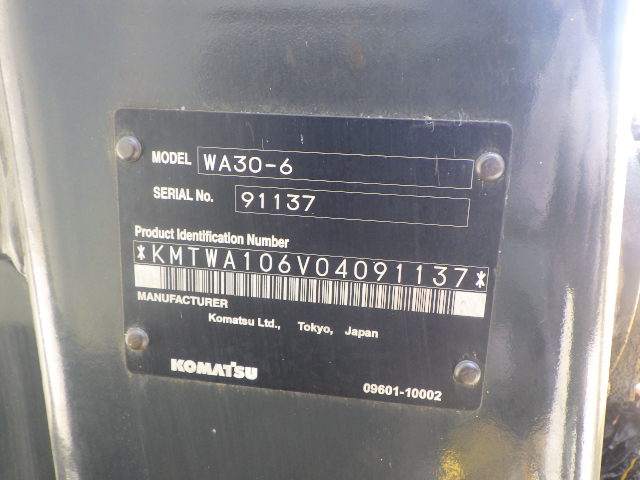 MODEL WA30-6
SERIAL No. 91137
Product Identification Number
*KMTWA106V04091137*
MANUFACTURER
Komatsu Ltd., Tokyo, Japan
KOMATSU
09601-10002